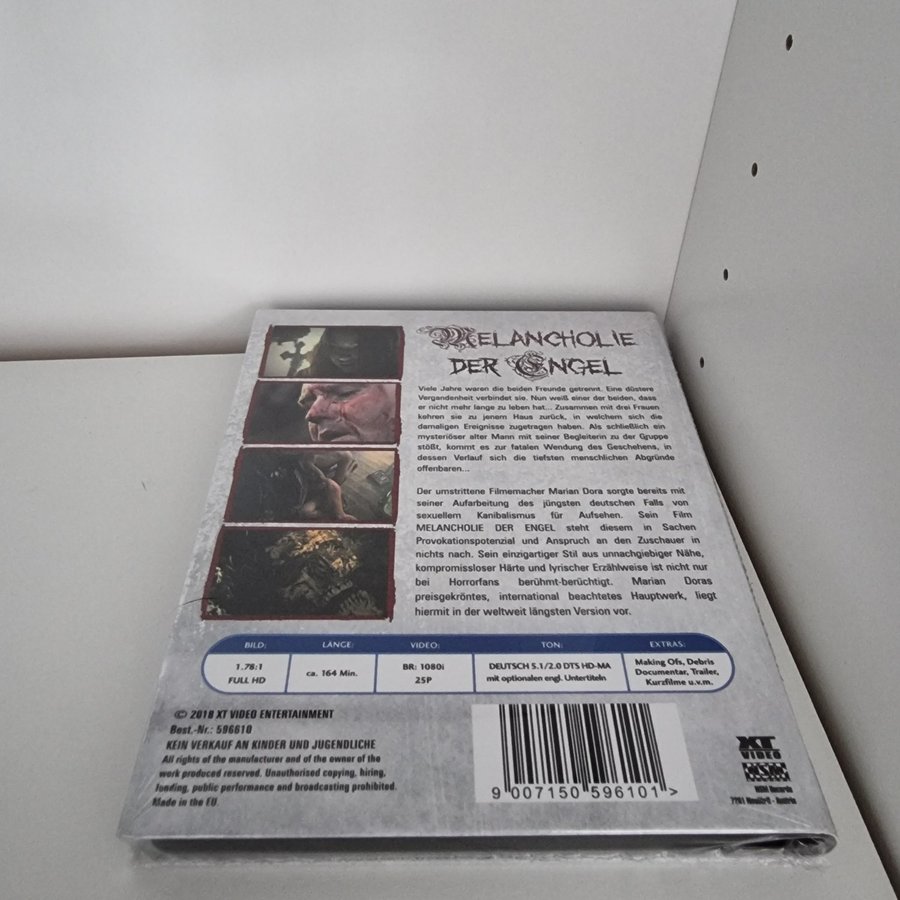 MELANCHOLIE
DER ENGEL
Viele Jahre waren die beiden Freunde getrennt. Eine düstere
Vergandenheit verbindet sie. Nun weiß einer der beiden, dass
er nicht mehr lange zu leben hat... Zusammen mit drei Frauen
kehren sie zu jenem Haus zurück, in welchem sich die
damaligen Ereignisse zugetragen haben. Als schließlich ein
mysteriöser alter Mann mit seiner Begleiterin zu der Gruppe
stößt, kommt es zur fatalen Wendung des Geschehens, in
dessen Verlauf sich die tiefsten menschlichen Abgründe
offenbaren...
Der umstrittene Filmemacher Marian Dora sorgte bereits mit
seiner Aufarbeitung des jüngsten deutschen Falls von
sexuellem Kanibalismus für Aufsehen. Sein Film
MELANCHOLIE DER ENGEL steht diesem in Sachen
Provokationspotenzial und Anspruch an den Zuschauer in
nichts nach. Sein einzigartiger Stil aus unnachgiebiger Nähe,
kompromissloser Härte und lyrischer Erzählweise ist nicht nur
bei Horrorfans berühmt-berüchtigt. Marian Doras
preisgekröntes, international beachtetes Hauptwerk, liegt
hiermit in der weltweit längsten Version vor.
BILD: LÄNGE: VIDEO: TON: EXTRAS:
1.78:1
FULL HD
ca. 164 Min.
BR: 1080i
25P
DEUTSCH 5.1/2.0 DTS HD-MA
mit optionalen engl. Untertiteln
Making Ofs, Debris
Documentar, Trailer,
Kurzfilme u.v.m.
© 2018 XT VIDEO ENTERTAINMENT
Best.-Nr.: 596610
KEIN VERKAUF AN KINDER UND JUGENDLICHE
All rights of the manufacturer and of the owner of the
work produced reserved. Unauthorised copying, hiring,
lending, public performance and broadcasting prohibited.
Made in the EU.
9 007150 596101 >
XT
VIDEO
NSM Records